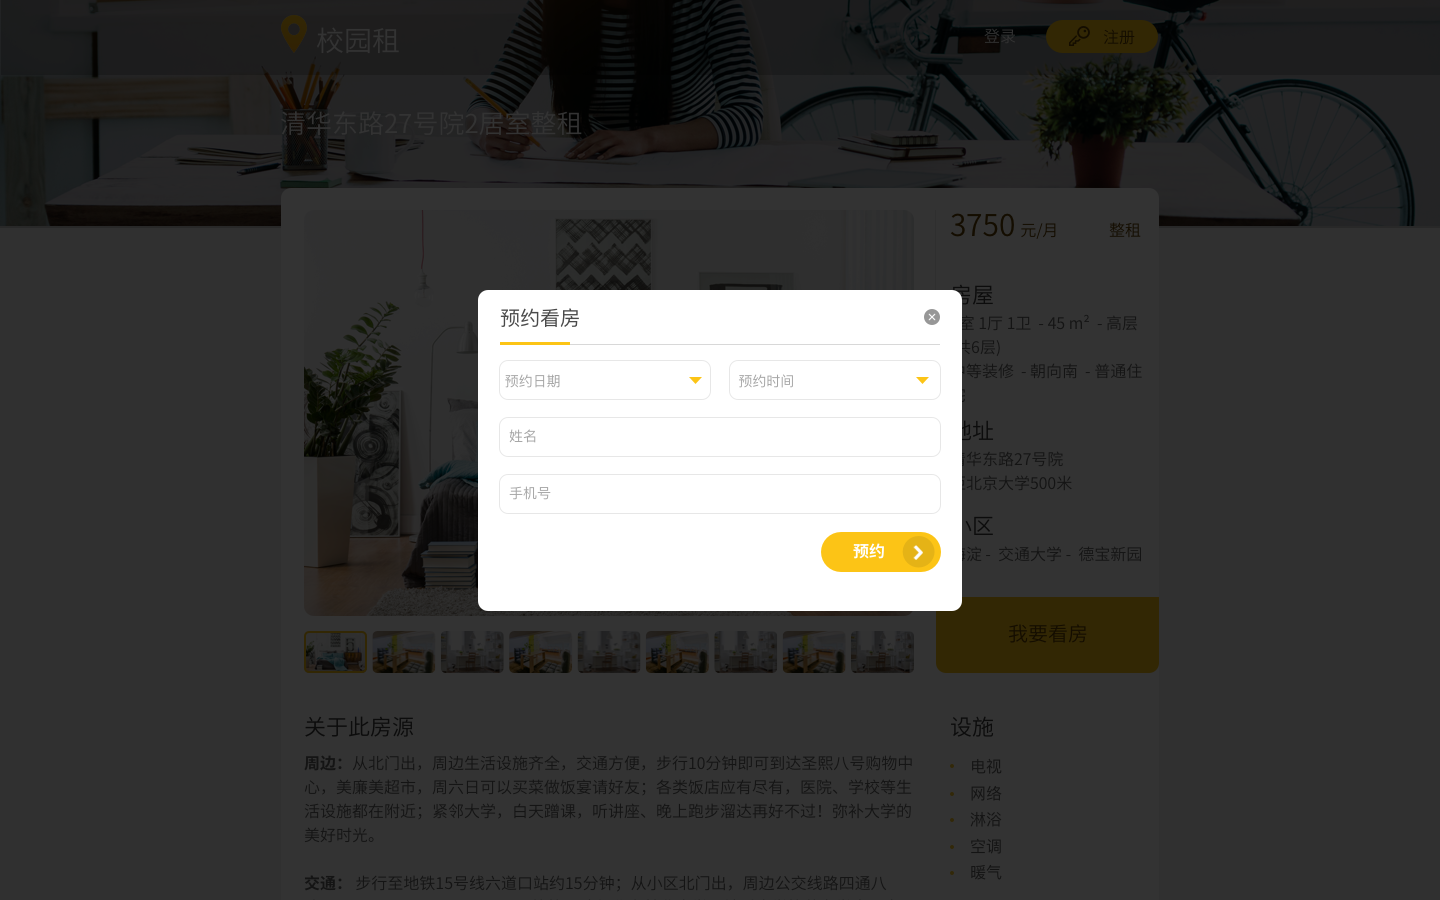 校园租
登录
注册
清华东路27号院2居室整租
3750 元/月
整租
预约看房
预约日期
预约时间
姓名
手机号
预约
房屋
室 1厅 1卫 - 45 m² - 高层
共6层)
等装修 - 朝向南 - 普通住
地址
华东路27号院
北京大学500米
小区
淀 - 交通大学 - 德宝新园
我要看房
关于此房源
周边：从北门出，周边生活设施齐全，交通方便，步行10分钟即可到达圣熙八号购物中
心，美廉美超市，周六日可以买菜做饭宴请好友；各类饭店应有尽有，医院、学校等生
活设施都在附近；紧邻大学，白天蹭课，听讲座、晚上跑步溜达再好不过！弥补大学的
美好时光。
交通： 步行至地铁15号线六道口站约15分钟；从小区北门出，周边公交线路四通八
设施
• 电视
• 网络
• 淋浴
• 空调
• 暖气